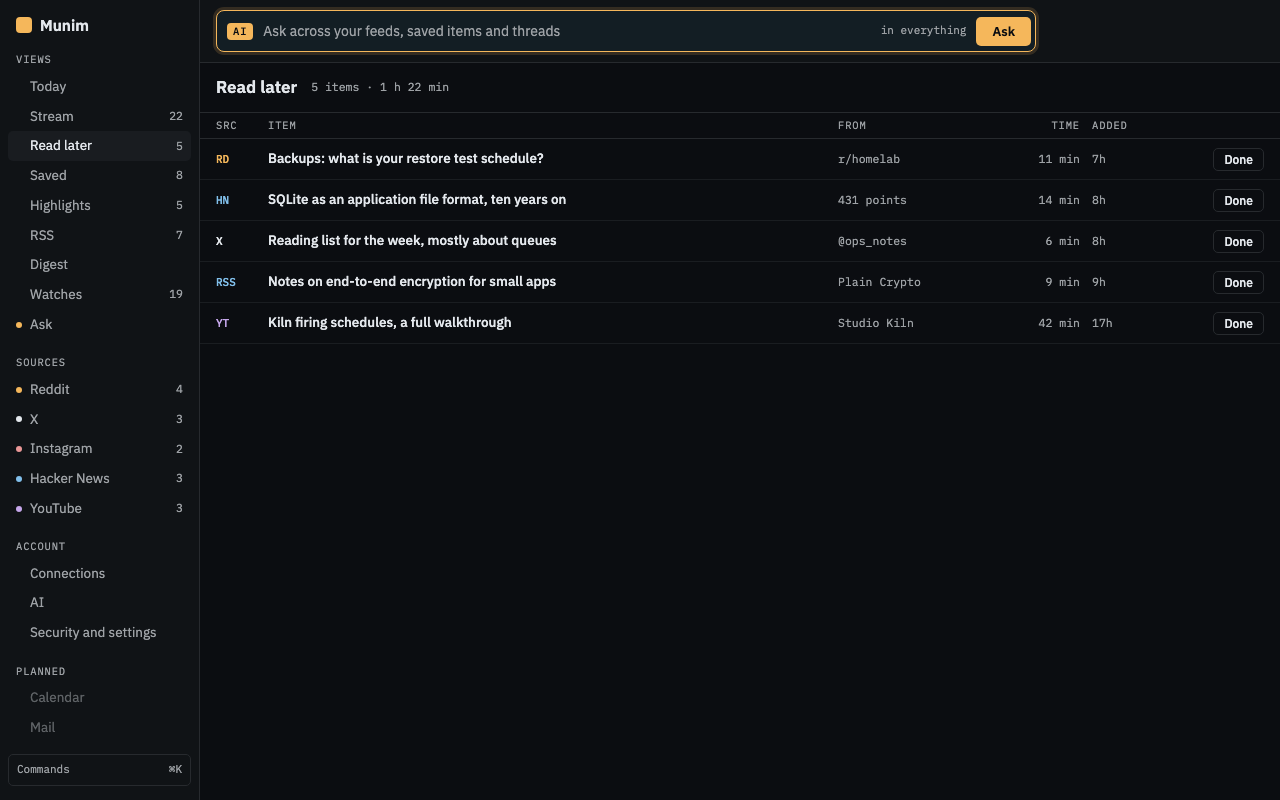 Munim
VIEWS
Today
Stream 22
Read later 5
Saved 8
Highlights 5
RSS 7
Digest
Watches 19
Ask
SOURCES
Reddit 4
X 3
Instagram 2
Hacker News 3
YouTube 3
ACCOUNT
Connections
AI
Security and settings
PLANNED
Calendar
Mail
Commands ⌘K
AI Ask across your feeds, saved items and threads in everything Ask
Read later 5 items · 1 h 22 min
SRC ITEM FROM TIME ADDED
RD Backups: what is your restore test schedule? r/homelab 11 min 7h Done
HN SQLite as an application file format, ten years on 431 points 14 min 8h Done
X Reading list for the week, mostly about queues @ops_notes 6 min 8h Done
RSS Notes on end-to-end encryption for small apps Plain Crypto 9 min 9h Done
YT Kiln firing schedules, a full walkthrough Studio Kiln 42 min 17h Done